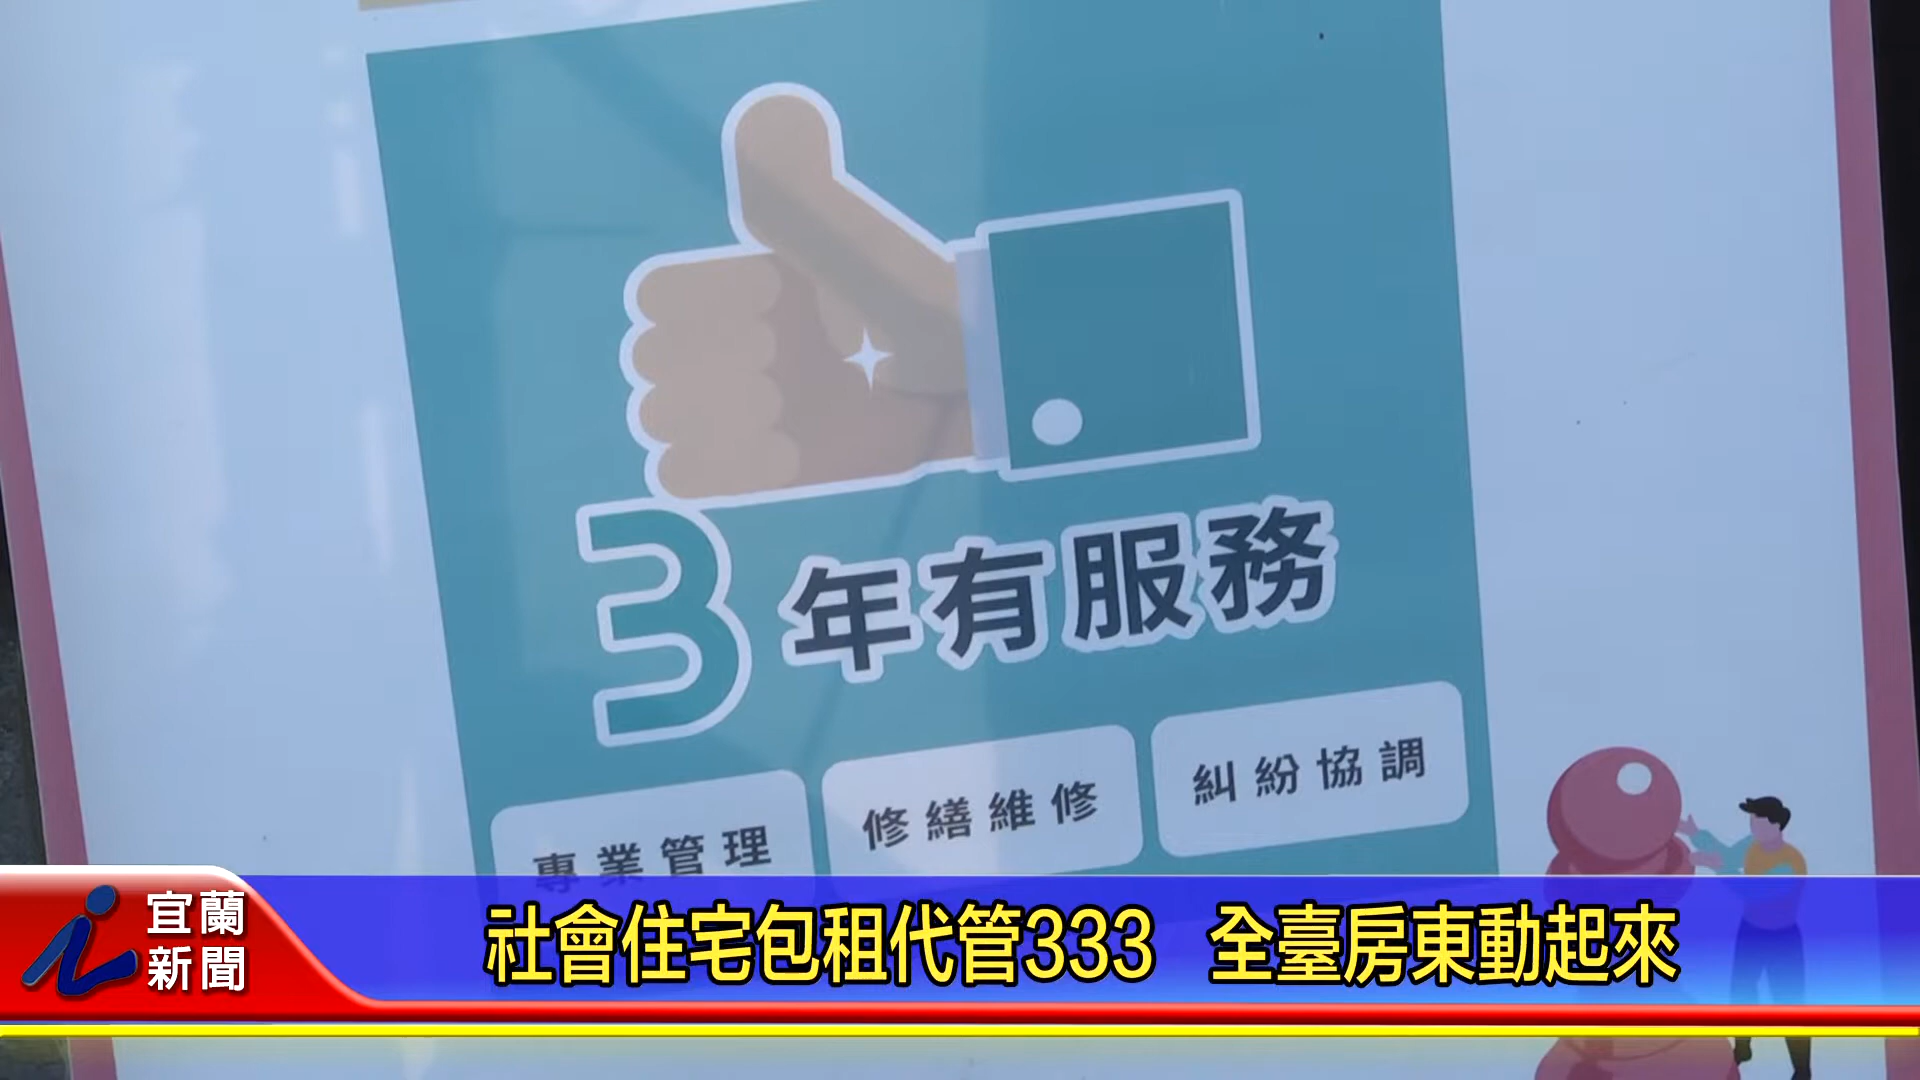 3年有服務
專業管理
修繕維修
糾紛協調
宜蘭
新聞
社會住宅包租代管333 全臺房東動起來